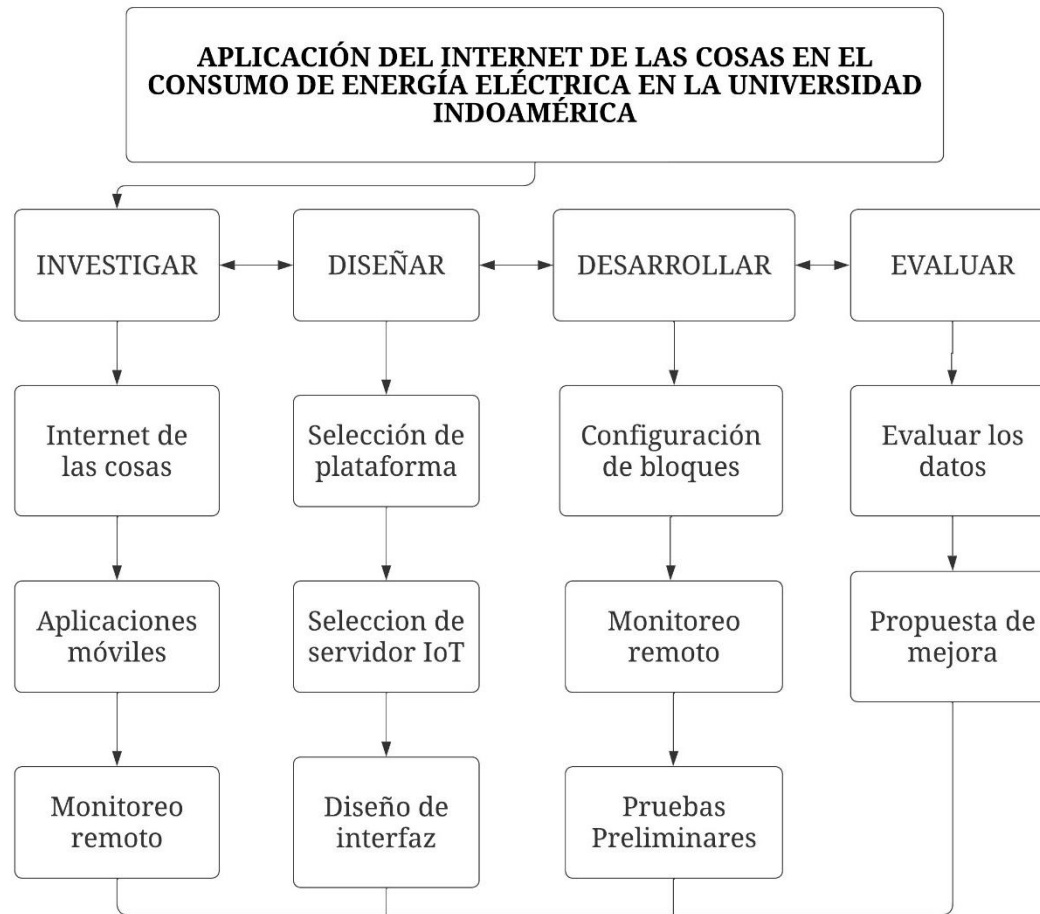 APLICACIÓN DEL INTERNET DE LAS COSAS EN EL
CONSUMO DE ENERGÍA ELÉCTRICA EN LA UNIVERSIDAD
INDOAMÉRICA
INVESTIGAR
DISEÑAR
DESARROLLAR
EVALUAR
Internet de
las cosas
Selección de
plataforma
Configuración
de bloques
Evaluar los
datos
Aplicaciones
móviles
Seleccion de
servidor IoT
Monitoreo
remoto
Propuesta de
mejora
Monitoreo
remoto
Diseño de
interfaz
Pruebas
Preliminares